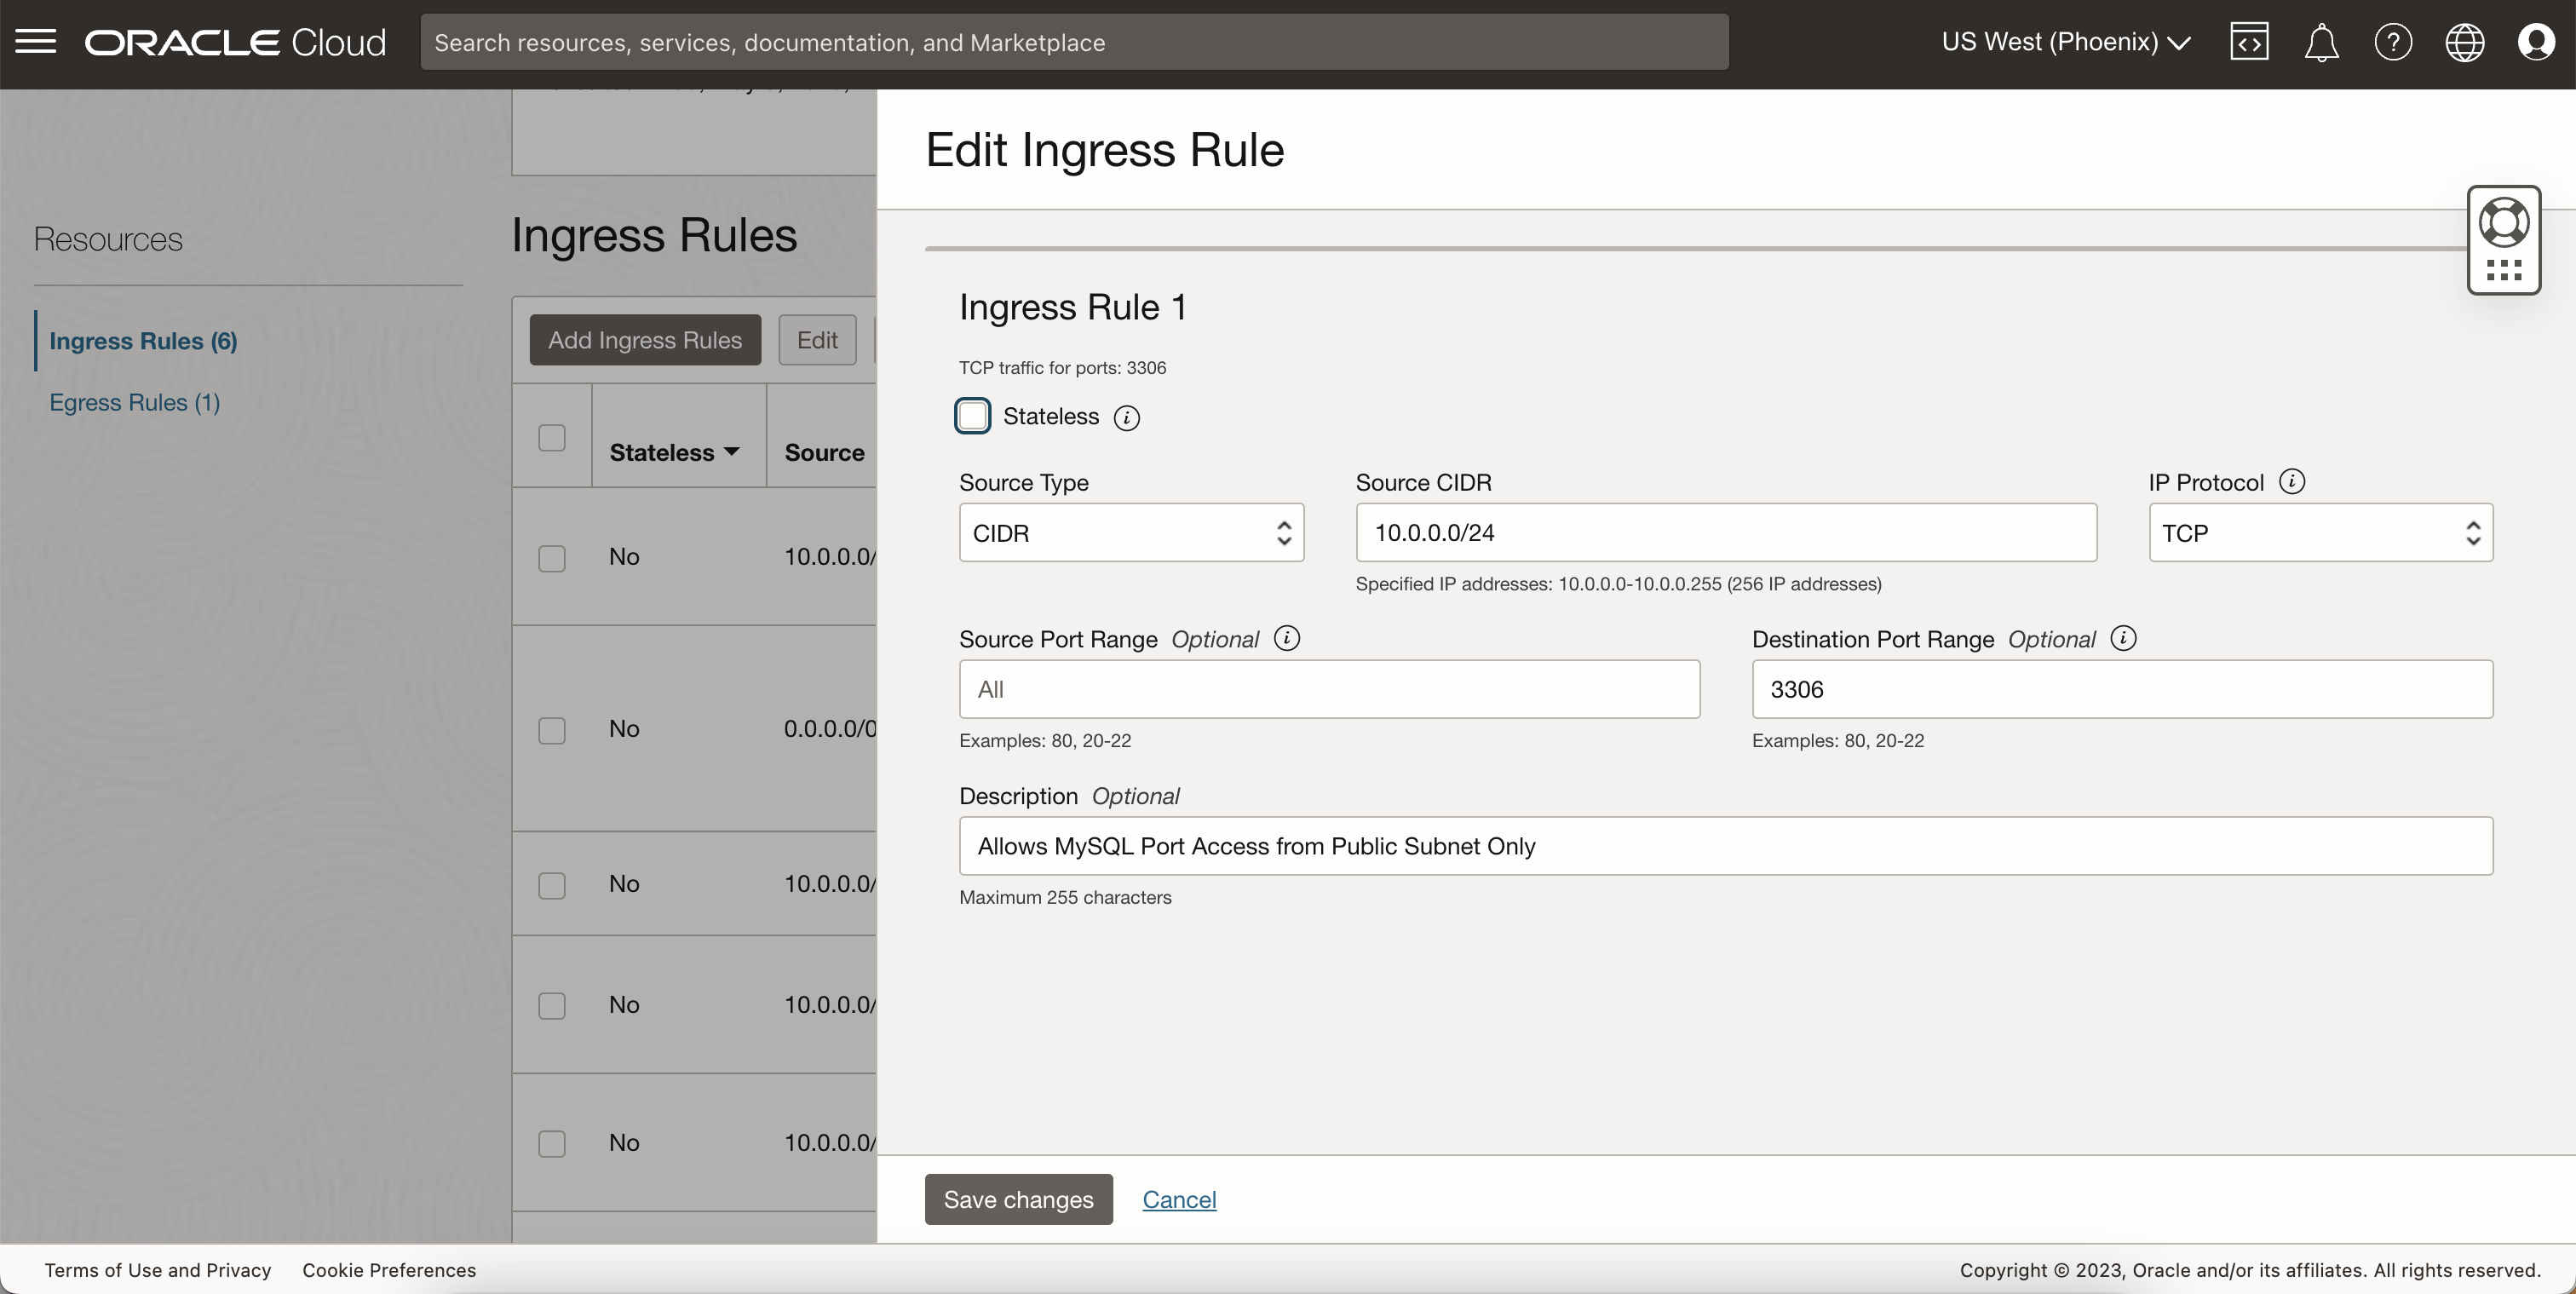 ORACLE Cloud
Search resources, services, documentation, and Marketplace
US West (Phoenix)
Resources
Ingress Rules (6)
Egress Rules (1)
Ingress Rules
Add Ingress Rules
Edit
Stateless
Source
No
10.0.0.0/
No
0.0.0.0/0
No
10.0.0.0/
No
10.0.0.0/
No
10.0.0.0/
Edit Ingress Rule
Ingress Rule 1
TCP traffic for ports: 3306
Stateless
Source Type
Source CIDR
IP Protocol
CIDR
10.0.0.0/24
TCP
Specified IP addresses: 10.0.0.0-10.0.0.255 (256 IP addresses)
Source Port Range Optional
Destination Port Range Optional
All
3306
Examples: 80, 20-22
Examples: 80, 20-22
Description Optional
Allows MySQL Port Access from Public Subnet Only
Maximum 255 characters
Save changes
Cancel
Terms of Use and Privacy
Cookie Preferences
Copyright © 2023, Oracle and/or its affiliates. All rights reserved.